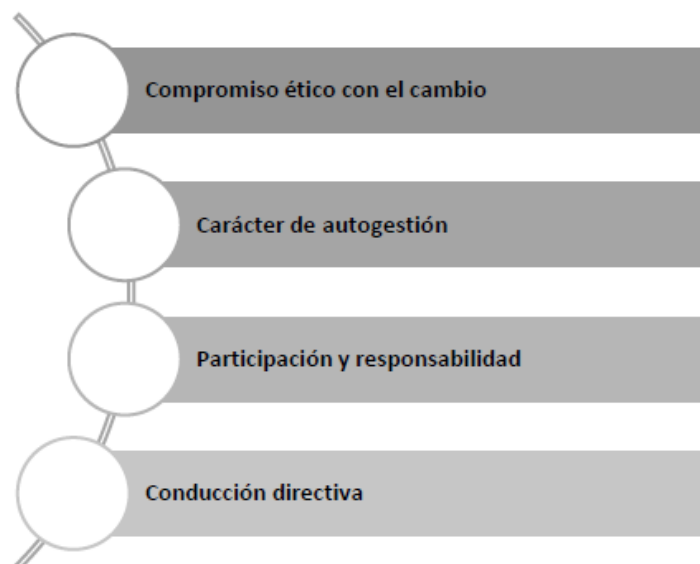 Compromiso ético con el cambio
Carácter de autogestión
Participación y responsabilidad
Conducción directiva